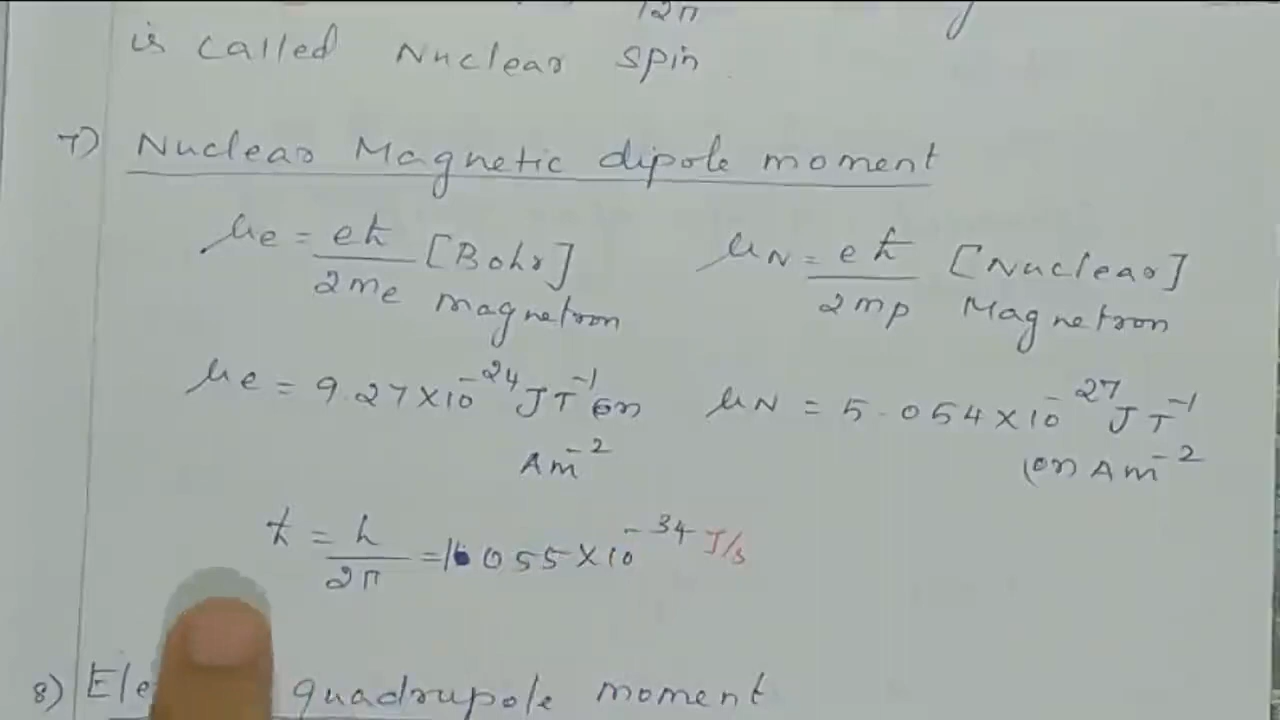 12π
is called Nuclear spin
7) Nuclear Magnetic dipole moment
μe = eħ/2me [Bohr] magnetron
μN = eħ/2mp [Nuclear] Magnetron
μe = 9.27×10⁻²⁴ JT⁻¹ (or) Am⁻²
μN = 5.054×10⁻²⁷ JT⁻¹ (or) Am⁻²
ħ = h/2π = 1.055×10⁻³⁴ J/s
8) Ele quadrupole moment